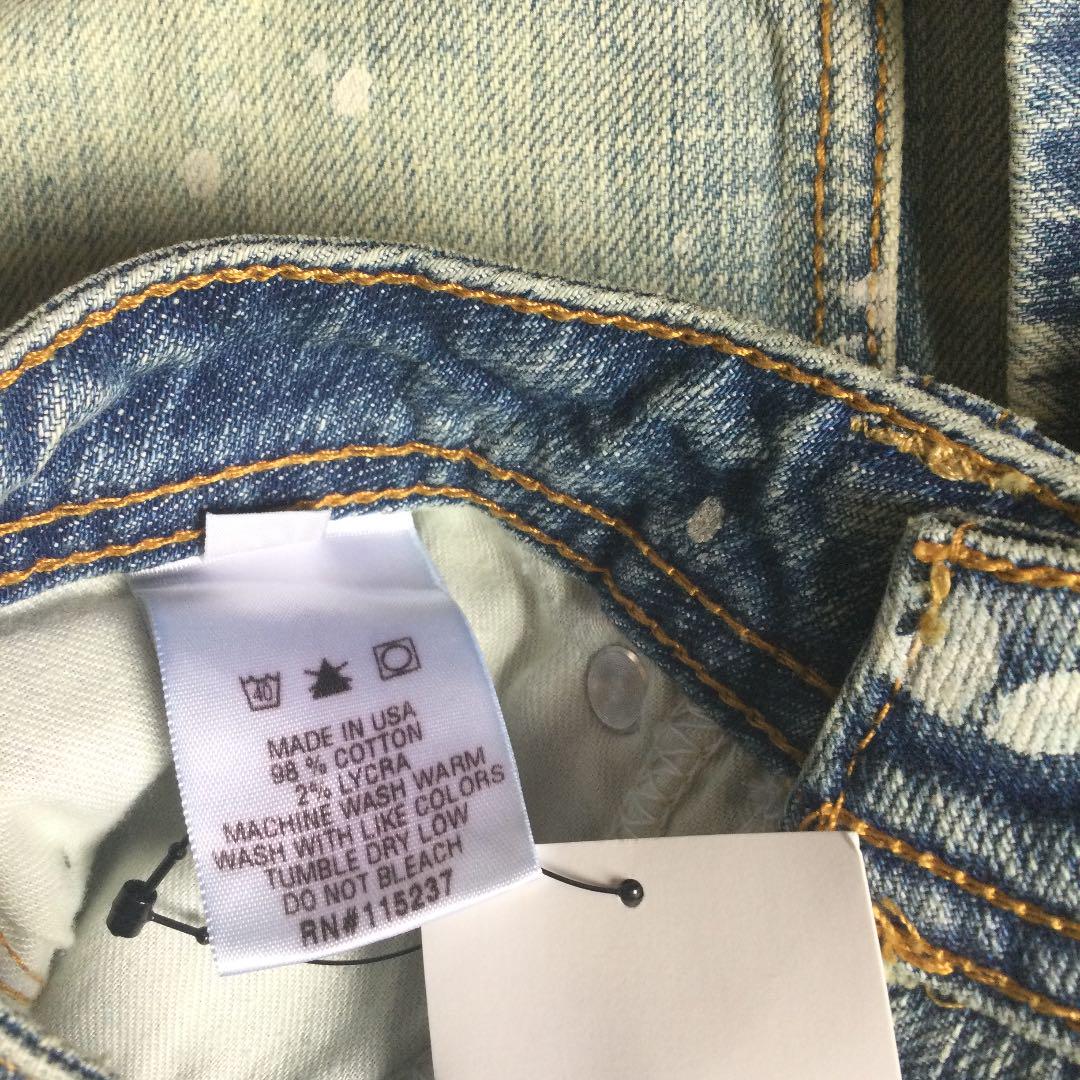 40
MADE IN USA
98 % COTTON
2% LYCRA
MACHINE WASH WARM
WASH WITH LIKE COLORS
TUMBLE DRY LOW
DO NOT BLEACH
RN#115237